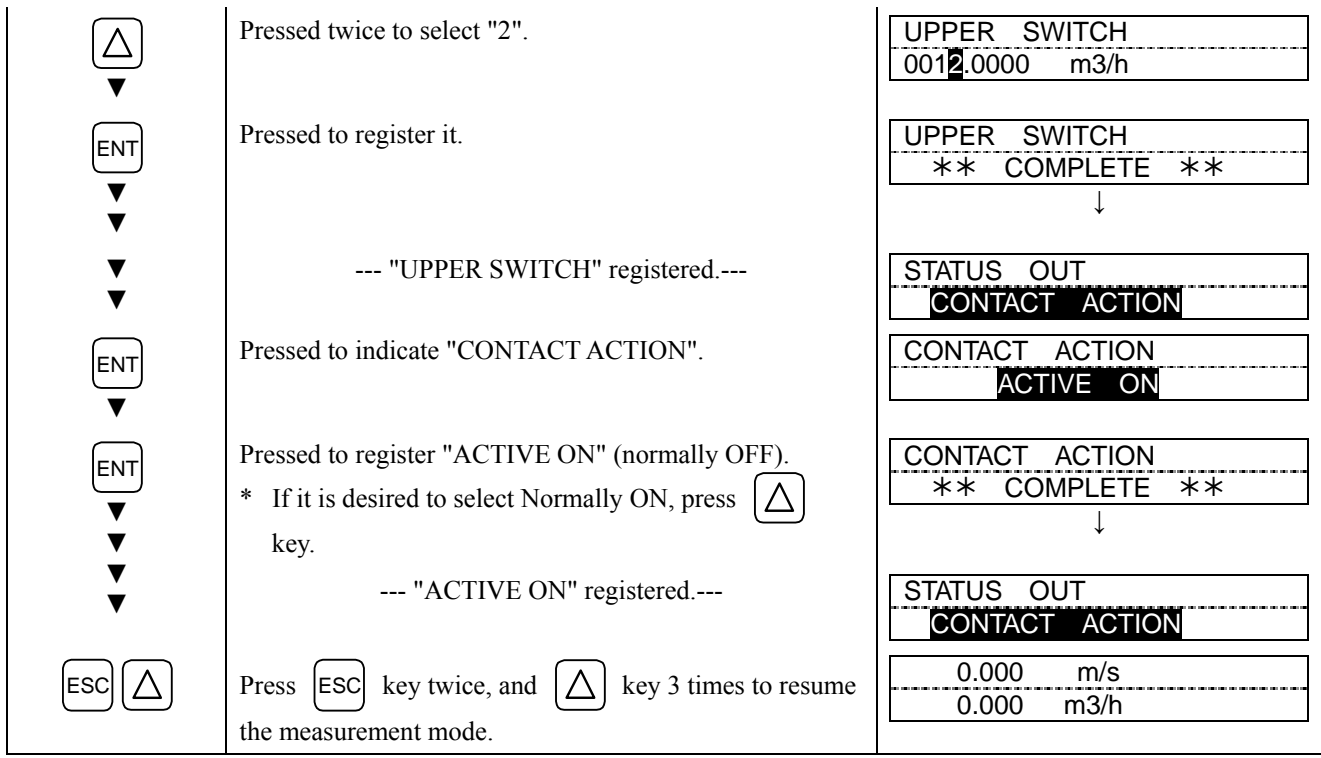 △
▼
Pressed twice to select "2".
UPPER SWITCH
0012.0000 m3/h
ENT
▼
▼
Pressed to register it.
UPPER SWITCH
** COMPLETE **
↓
▼
▼
--- "UPPER SWITCH" registered.---
STATUS OUT
CONTACT ACTION
ENT
▼
Pressed to indicate "CONTACT ACTION".
CONTACT ACTION
ACTIVE ON
ENT
▼
▼
▼
▼
Pressed to register "ACTIVE ON" (normally OFF).
* If it is desired to select Normally ON, press △
key.
--- "ACTIVE ON" registered.---
CONTACT ACTION
** COMPLETE **
↓
STATUS OUT
CONTACT ACTION
ESC △
Press ESC key twice, and △ key 3 times to resume
the measurement mode.
0.000 m/s
0.000 m3/h